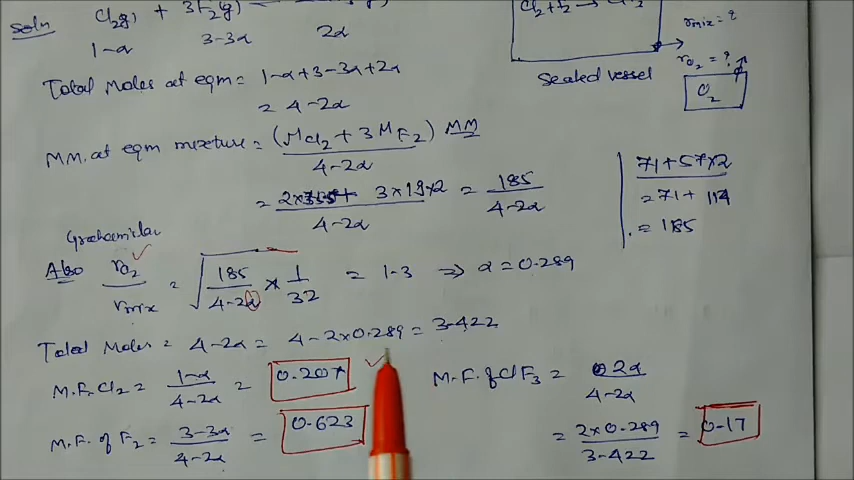 Soln Cl2(g) + 3F2(g)
1-α 3-3α 2α
Cl2+F2 →
rmix = ?
rO2 = ?
O2
Sealed vessel
Total Moles at eqm = 1-α+3-3α+2α
= 4-2α
MM. at eqm mixture = (MCl2 + 3MF2) MM
4-2α
= 2×35.5+ 3×19×2 = 185
4-2α 4-2α
71+57×2
= 71 + 114
= 185
Graham's law
Also rO2 / rmix = √ 185 / 4-2α × 1 / 32 = 1.3 ⇒ α = 0.289
Total Moles = 4-2α = 4-2×0.289 = 3.422
M.F. Cl2 = 1-α / 4-2α = 0.207
M.F. of F2 = 3-3α / 4-2α = 0.623
M.F. of ClF3 = 2α / 4-2α
= 2×0.289 / 3.422 = 0.17